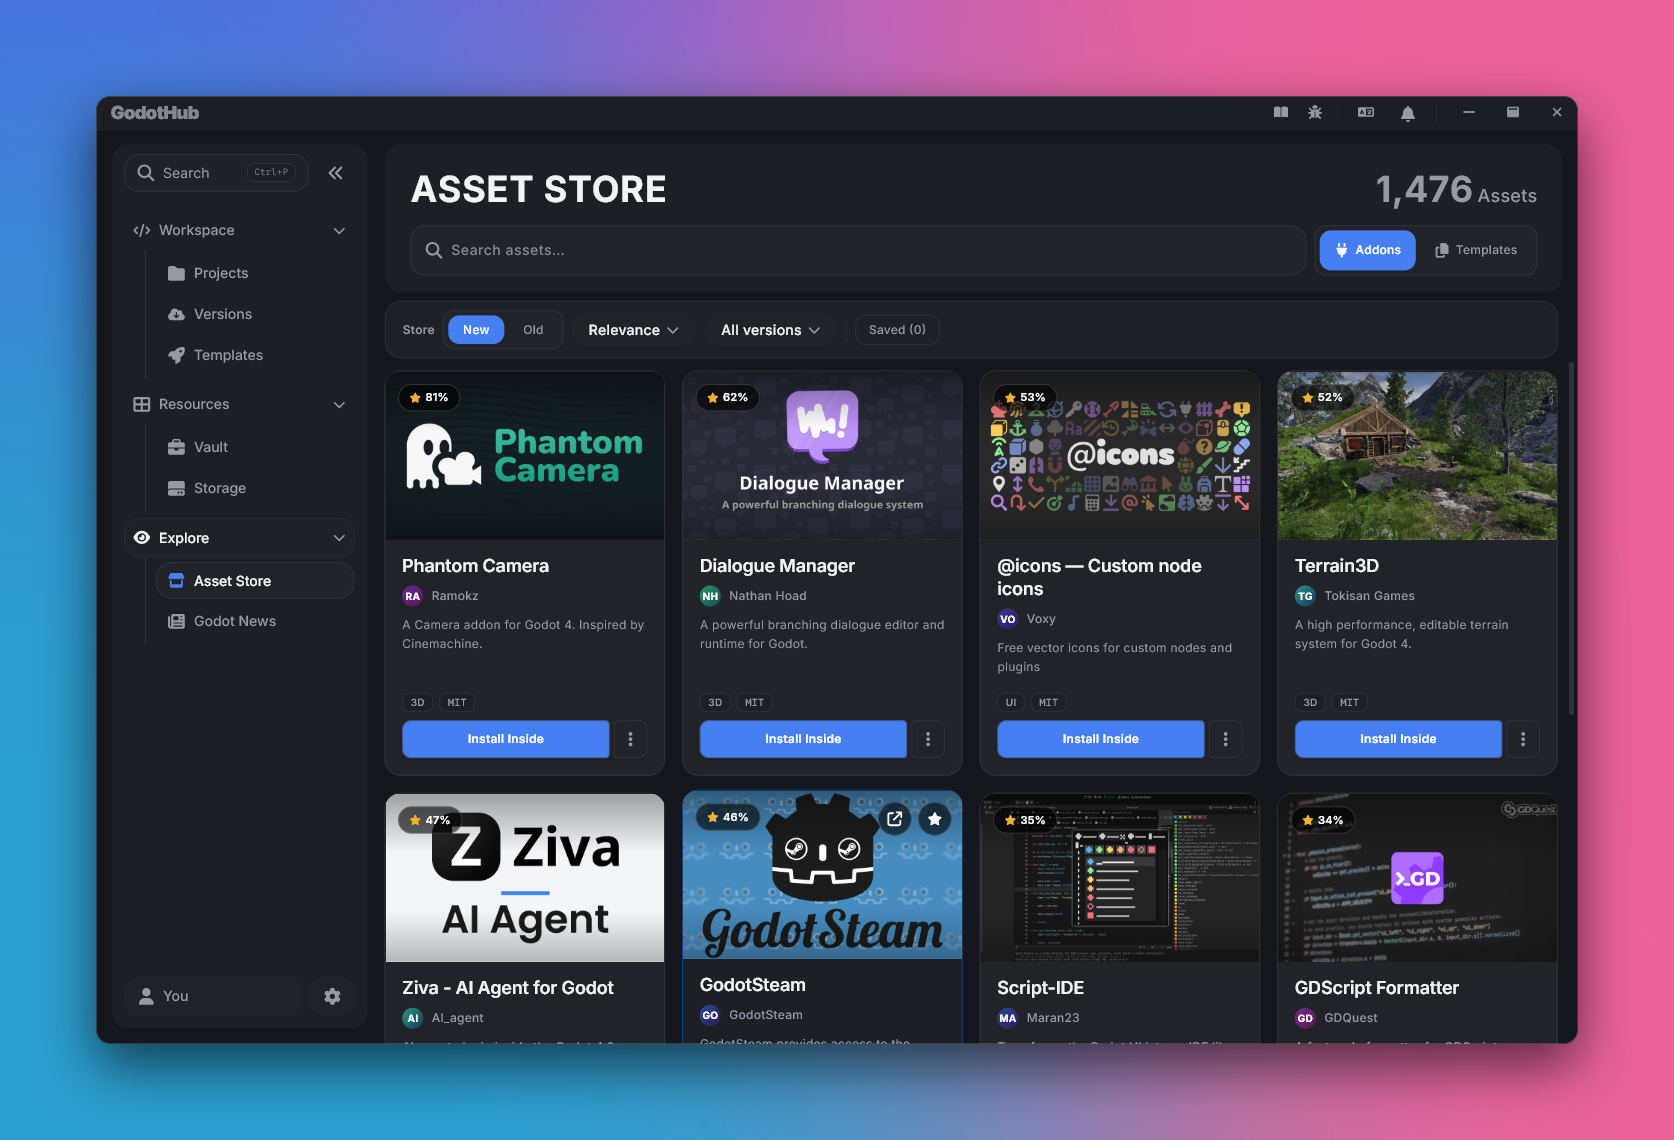 GodotHub
Search
Ctrl+P
Workspace
Projects
Versions
Templates
Resources
Vault
Storage
Explore
Asset Store
Godot News
You
ASSET STORE
1,476 Assets
Search assets...
Addons
Templates
Store
New
Old
Relevance
All versions
Saved (0)
81%
Phantom
Camera
Phantom Camera
RA
Ramokz
A Camera addon for Godot 4. Inspired by
Cinemachine.
3D
MIT
Install Inside
62%
Dialogue Manager
A powerful branching dialogue system
Dialogue Manager
NH
Nathan Hoad
A powerful branching dialogue editor and
runtime for Godot.
3D
MIT
Install Inside
53%
@icons
@icons — Custom node
icons
VO
Voxy
Free vector icons for custom nodes and
plugins
UI
MIT
Install Inside
52%
Terrain3D
TG
Tokisan Games
A high performance, editable terrain
system for Godot 4.
3D
MIT
Install Inside
47%
Z Ziva
AI Agent
Ziva - AI Agent for Godot
AI
AI_agent
46%
GodotSteam
GodotSteam
GO
GodotSteam
GodotSteam provides access to the
35%
Script-IDE
MA
Maran23
34%
GDQuest
>_GD
GDScript Formatter
GD
GDQuest